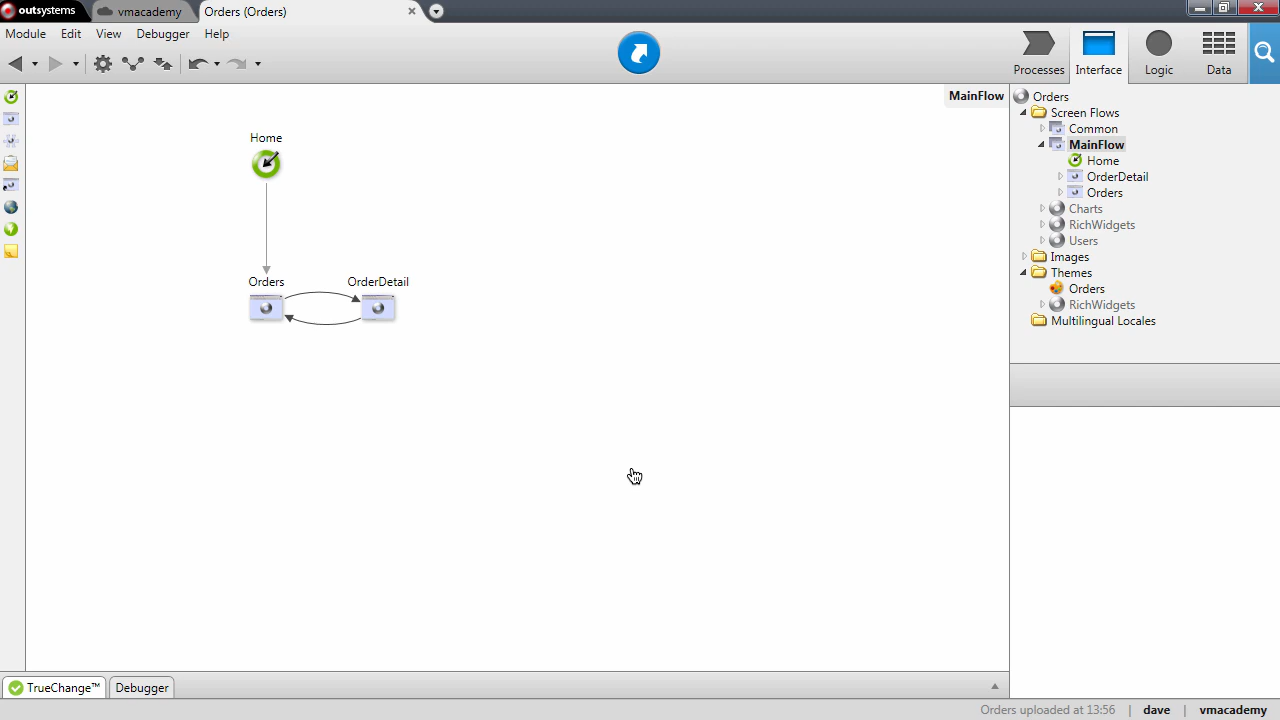 outsystems
vmacademy
Orders (Orders)
Module
Edit
View
Debugger
Help
Processes
Interface
Logic
Data
MainFlow
Home
Orders
OrderDetail
Orders
Screen Flows
Common
MainFlow
Home
OrderDetail
Orders
Charts
RichWidgets
Users
Images
Themes
Orders
RichWidgets
Multilingual Locales
TrueChange™
Debugger
Orders uploaded at 13:56 | dave | vmacademy